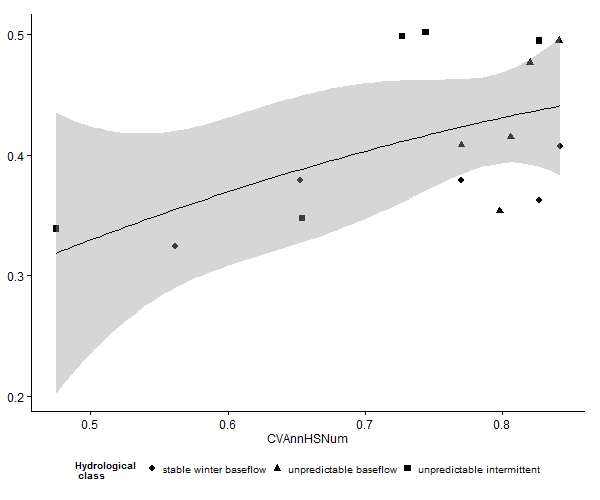 0.5
0.4
0.3
0.2
0.5 0.6 0.7 0.8
CVAnnHSNum
Hydrological
class
stable winter baseflow unpredictable baseflow unpredictable intermittent